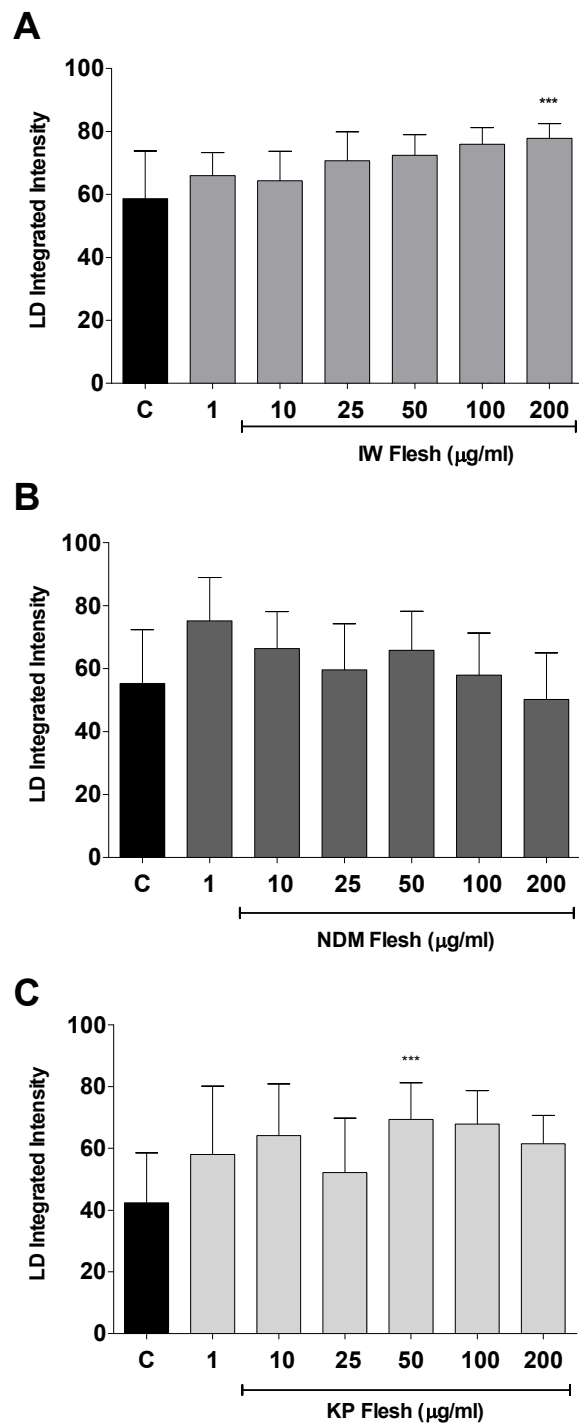 A
LD Integrated Intensity
100
80
60
40
20
0
***
C 1 10 25 50 100 200
IW Flesh (µg/ml)
B
LD Integrated Intensity
100
80
60
40
20
0
C 1 10 25 50 100 200
NDM Flesh (µg/ml)
C
LD Integrated Intensity
100
80
60
40
20
0
***
C 1 10 25 50 100 200
KP Flesh (µg/ml)